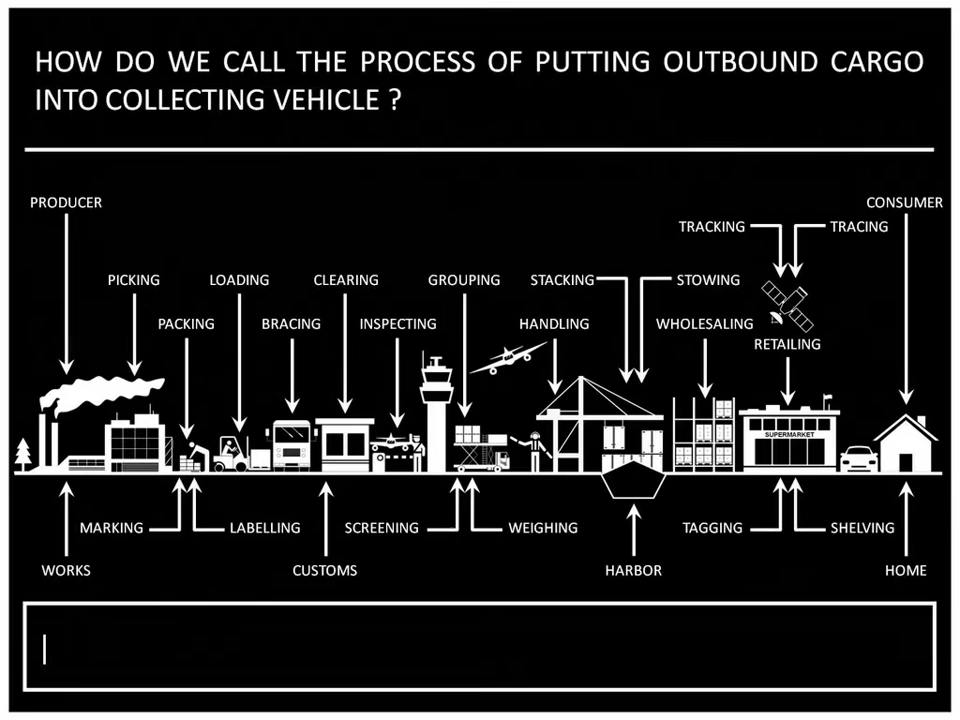 HOW DO WE CALL THE PROCESS OF PUTTING OUTBOUND CARGO
INTO COLLECTING VEHICLE ?
PRODUCER
CONSUMER
TRACKING
TRACING
PICKING
LOADING
CLEARING
GROUPING
STACKING
STOWING
PACKING
BRACING
INSPECTING
HANDLING
WHOLESALING
RETAILING
SUPERMARKET
MARKING
LABELLING
SCREENING
WEIGHING
TAGGING
SHELVING
WORKS
CUSTOMS
HARBOR
HOME